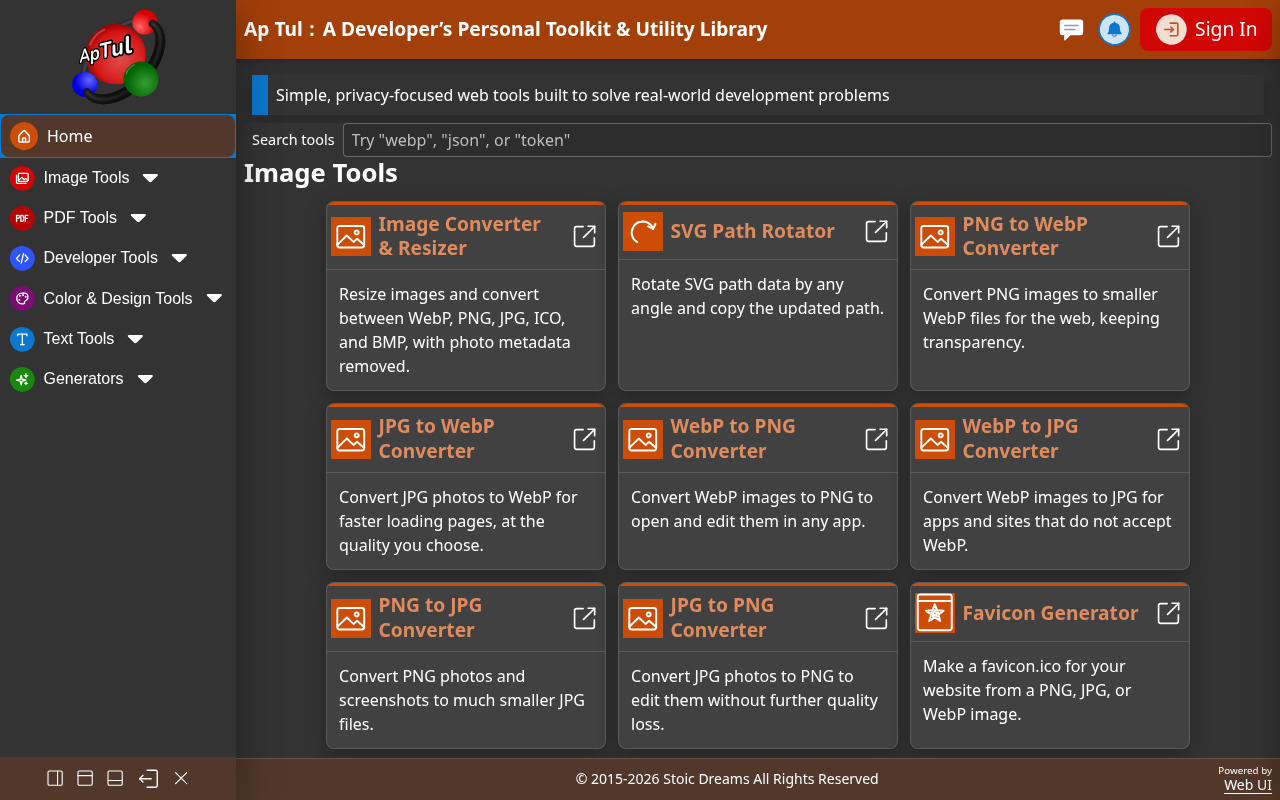 ApTul
Ap Tul : A Developer’s Personal Toolkit & Utility Library
Sign In
Home
Image Tools
PDF
PDF Tools
Developer Tools
Color & Design Tools
Text Tools
Generators
Simple, privacy-focused web tools built to solve real-world development problems
Search tools
Try "webp", "json", or "token"
Image Tools
Image Converter
& Resizer
Resize images and convert
between WebP, PNG, JPG, ICO,
and BMP, with photo metadata
removed.
SVG Path Rotator
Rotate SVG path data by any
angle and copy the updated path.
PNG to WebP
Converter
Convert PNG images to smaller
WebP files for the web, keeping
transparency.
JPG to WebP
Converter
Convert JPG photos to WebP for
faster loading pages, at the
quality you choose.
WebP to PNG
Converter
Convert WebP images to PNG to
open and edit them in any app.
WebP to JPG
Converter
Convert WebP images to JPG for
apps and sites that do not accept
WebP.
PNG to JPG
Converter
Convert PNG photos and
screenshots to much smaller JPG
files.
JPG to PNG
Converter
Convert JPG photos to PNG to
edit them without further quality
loss.
Favicon Generator
Make a favicon.ico for your
website from a PNG, JPG, or
WebP image.
© 2015-2026 Stoic Dreams All Rights Reserved
Powered by
Web UI